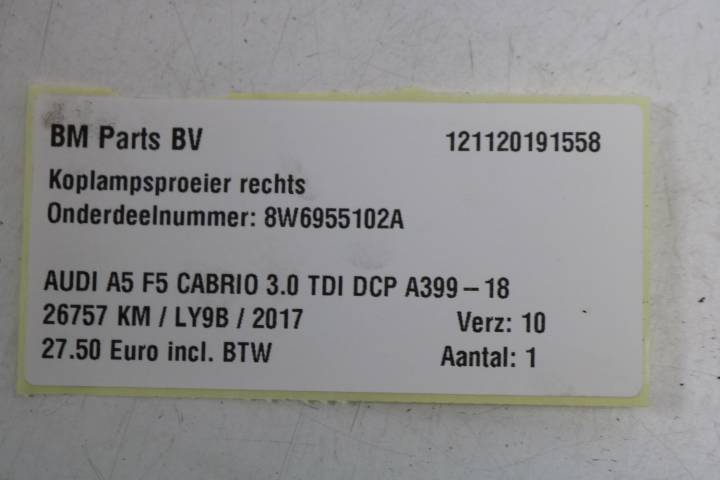 BM Parts BV 121120191558
Koplampsproeier rechts
Onderdeelnummer: 8W6955102A
AUDI A5 F5 CABRIO 3.0 TDI DCP A399 – 18
26757 KM / LY9B / 2017 Verz: 10
27.50 Euro incl. BTW Aantal: 1